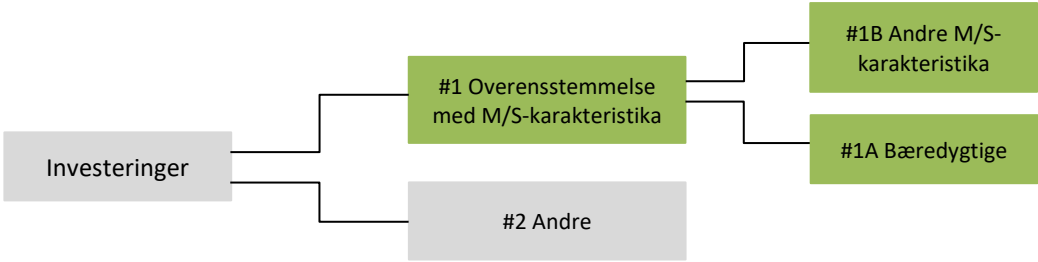 Investeringer
#1 Overensstemmelse
med M/S-karakteristika
#2 Andre
#1B Andre M/S-
karakteristika
#1A Bæredygtige